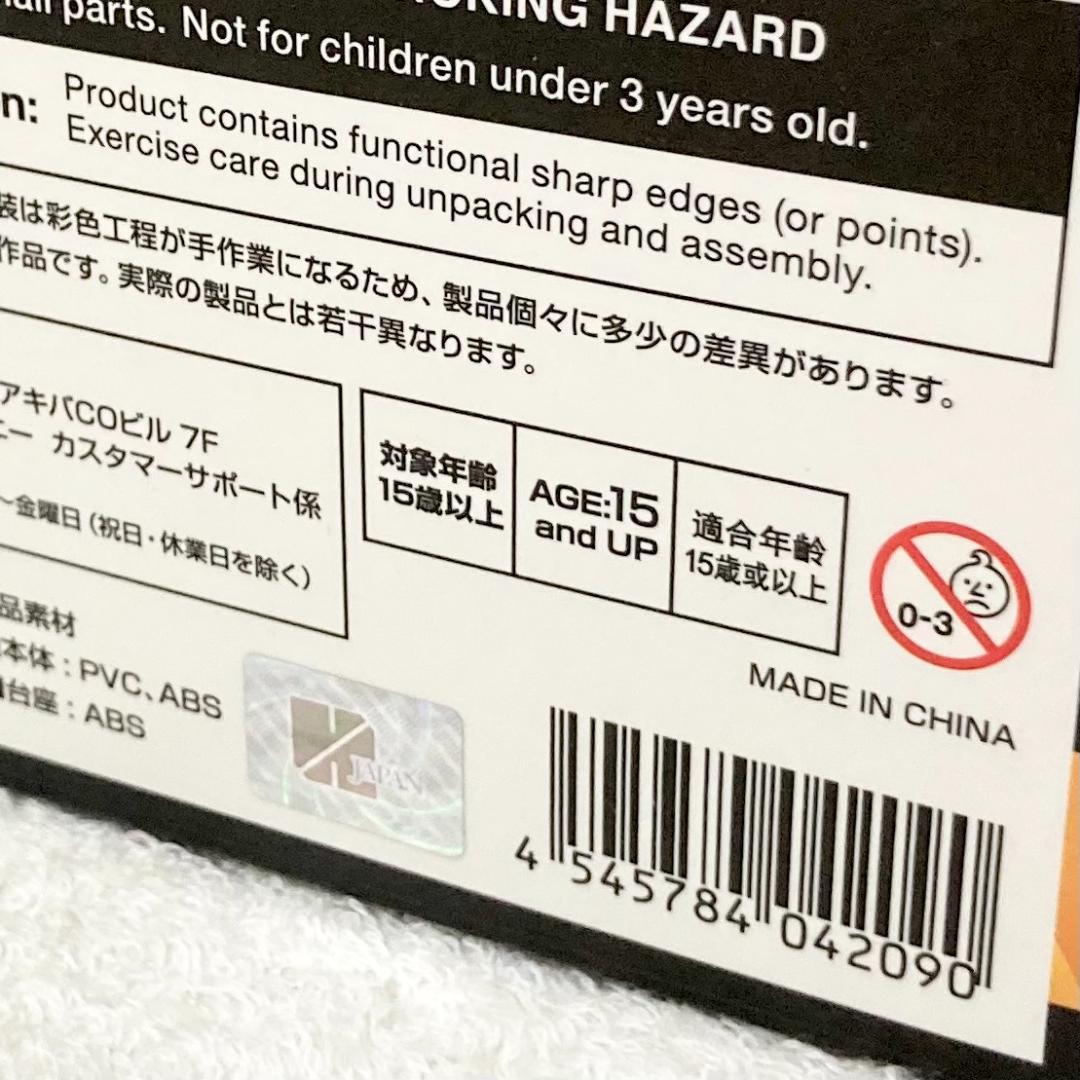 HAZARD
parts. Not for children under 3 years old.
Product contains functional sharp edges (or points).
Exercise care during unpacking and assembly.
装は彩色工程が手作業になるため、製品個々に多少の差異があります。
作品です。実際の製品とは若干異なります。
アキバCOビル 7F
カスタマーサポート係
～金曜日(祝日・休業日を除く)
対象年齢
15歳以上
AGE:15
and UP
適合年齢
15歳或以上
0-3
品素材
本体：PVC、ABS
台座：ABS
MADE IN CHINA
JAPAN
4 545784 042090